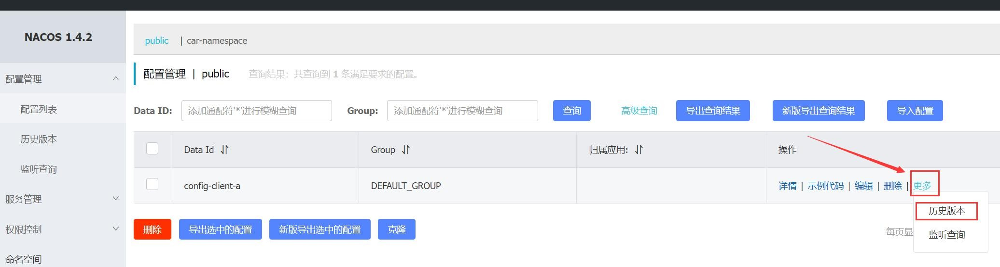 NACOS 1.4.2
配置管理
配置列表
历史版本
监听查询
服务管理
权限控制
命名空间
public | car-namespace
配置管理 | public 查询结果：共查询到 1 条满足要求的配置。
Data ID: 添加通配符'*'进行模糊查询 Group: 添加通配符'*'进行模糊查询 查询 高级查询 导出查询结果 新版导出查询结果 导入配置
Data Id Group 归属应用: 操作
config-client-a DEFAULT_GROUP 详情 | 示例代码 | 编辑 | 删除 | 更多
历史版本
监听查询
删除 导出选中的配置 新版导出选中的配置 克隆 每页显